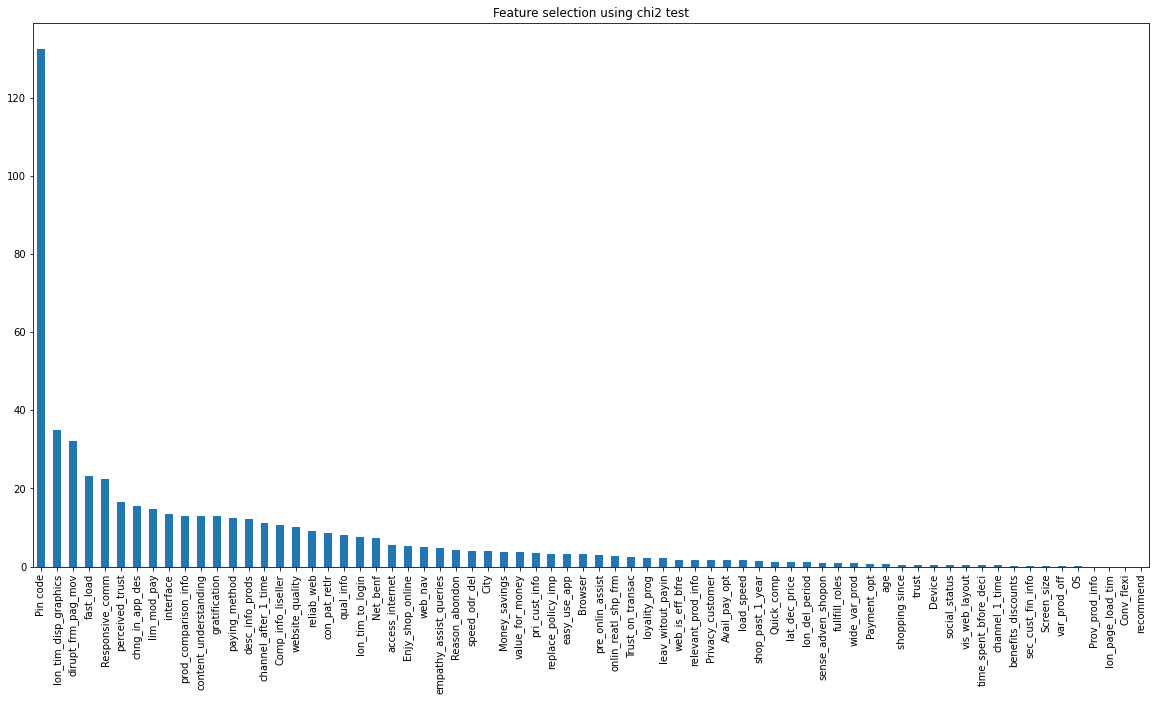 Feature selection using chi2 test
120
100
80
60
40
20
0
Pin code
lon_tim_disp_graphics
dirupt_frm_pag_mov
fast_load
Responsive_comm
perceived_trust
chng_in_app_des
lim_mod_pay
interface
prod_comparison_info
content_understanding
gratification
paying_method
desc_info_prods
channel_after_1_time
Comp_info_liseller
website_quality
reliab_web
con_pat_retlr
qual_info
lon_tim_to_login
Net_benf
access_internet
Enjy_shop_online
web_nav
empathy_assist_queries
Reason_abondon
speed_odr_del
City
Money_savings
value_for_money
pri_cust_info
replace_policy_imp
easy_use_app
Browser
pre_onlin_assist
onlin_reatl_shp_frm
Trust_on_transac
loyality_prog
leav_witout_payin
web_is_eff_bfre
relevant_prod_info
Privacy_customer
Avail_pay_opt
load_speed
shop_past_1_year
Quick_comp
lat_dec_price
lon_del_period
sense_adven_shopon
fullfill_roles
wide_var_prod
Payment_opt
age
shopping since
trust
Device
social_status
vis_web_layout
time_spent_bfore_deci
channel_1_time
benefits_discounts
sec_cust_fin_info
Screen_size
var_prod_off
OS
Prov_prod_info
lon_page_load_tim
Conv_flexi
recommend